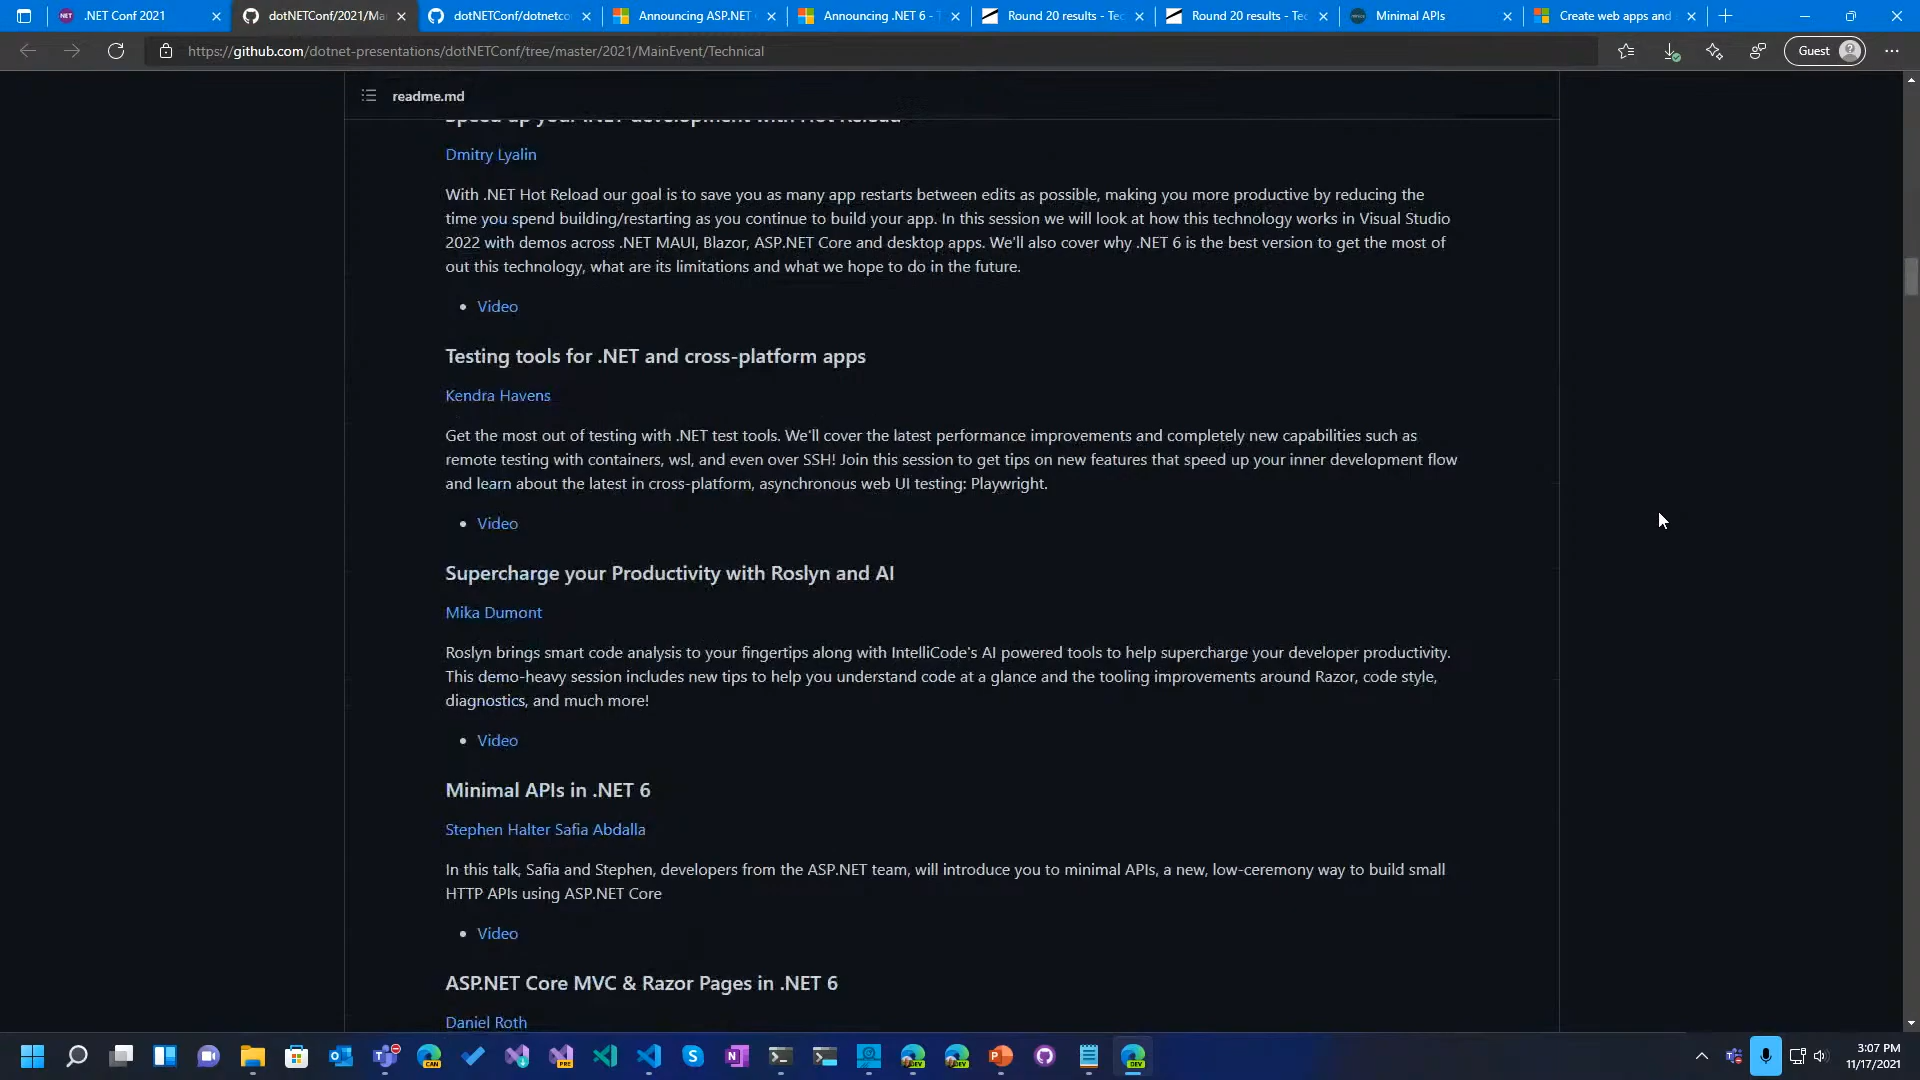 .NET Conf 2021
dotNETConf/2021/Ma
dotNETConf/dotnetco
Announcing ASP.NET
Announcing .NET 6 - T
Round 20 results - Tec
Round 20 results - Tec
Minimal APIs
Create web apps and
https://github.com/dotnet-presentations/dotNETConf/tree/master/2021/MainEvent/Technical
Guest
readme.md
Speed up your .NET development with Hot Reload
Dmitry Lyalin
With .NET Hot Reload our goal is to save you as many app restarts between edits as possible, making you more productive by reducing the
time you spend building/restarting as you continue to build your app. In this session we will look at how this technology works in Visual Studio
2022 with demos across .NET MAUI, Blazor, ASP.NET Core and desktop apps. We'll also cover why .NET 6 is the best version to get the most of
out this technology, what are its limitations and what we hope to do in the future.
Video
Testing tools for .NET and cross-platform apps
Kendra Havens
Get the most out of testing with .NET test tools. We'll cover the latest performance improvements and completely new capabilities such as
remote testing with containers, wsl, and even over SSH! Join this session to get tips on new features that speed up your inner development flow
and learn about the latest in cross-platform, asynchronous web UI testing: Playwright.
Video
Supercharge your Productivity with Roslyn and AI
Mika Dumont
Roslyn brings smart code analysis to your fingertips along with IntelliCode's AI powered tools to help supercharge your developer productivity.
This demo-heavy session includes new tips to help you understand code at a glance and the tooling improvements around Razor, code style,
diagnostics, and much more!
Video
Minimal APIs in .NET 6
Stephen Halter Safia Abdalla
In this talk, Safia and Stephen, developers from the ASP.NET team, will introduce you to minimal APIs, a new, low-ceremony way to build small
HTTP APIs using ASP.NET Core
Video
ASP.NET Core MVC & Razor Pages in .NET 6
Daniel Roth
3:07 PM
11/17/2021